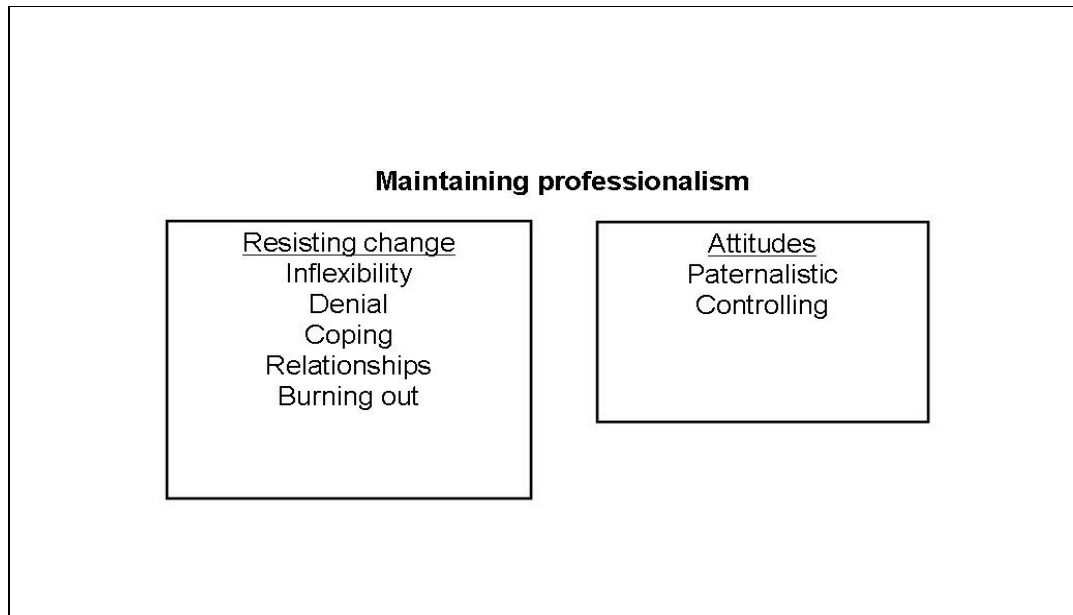 Maintaining professionalism
Resisting change
Inflexibility
Denial
Coping
Relationships
Burning out
Attitudes
Paternalistic
Controlling